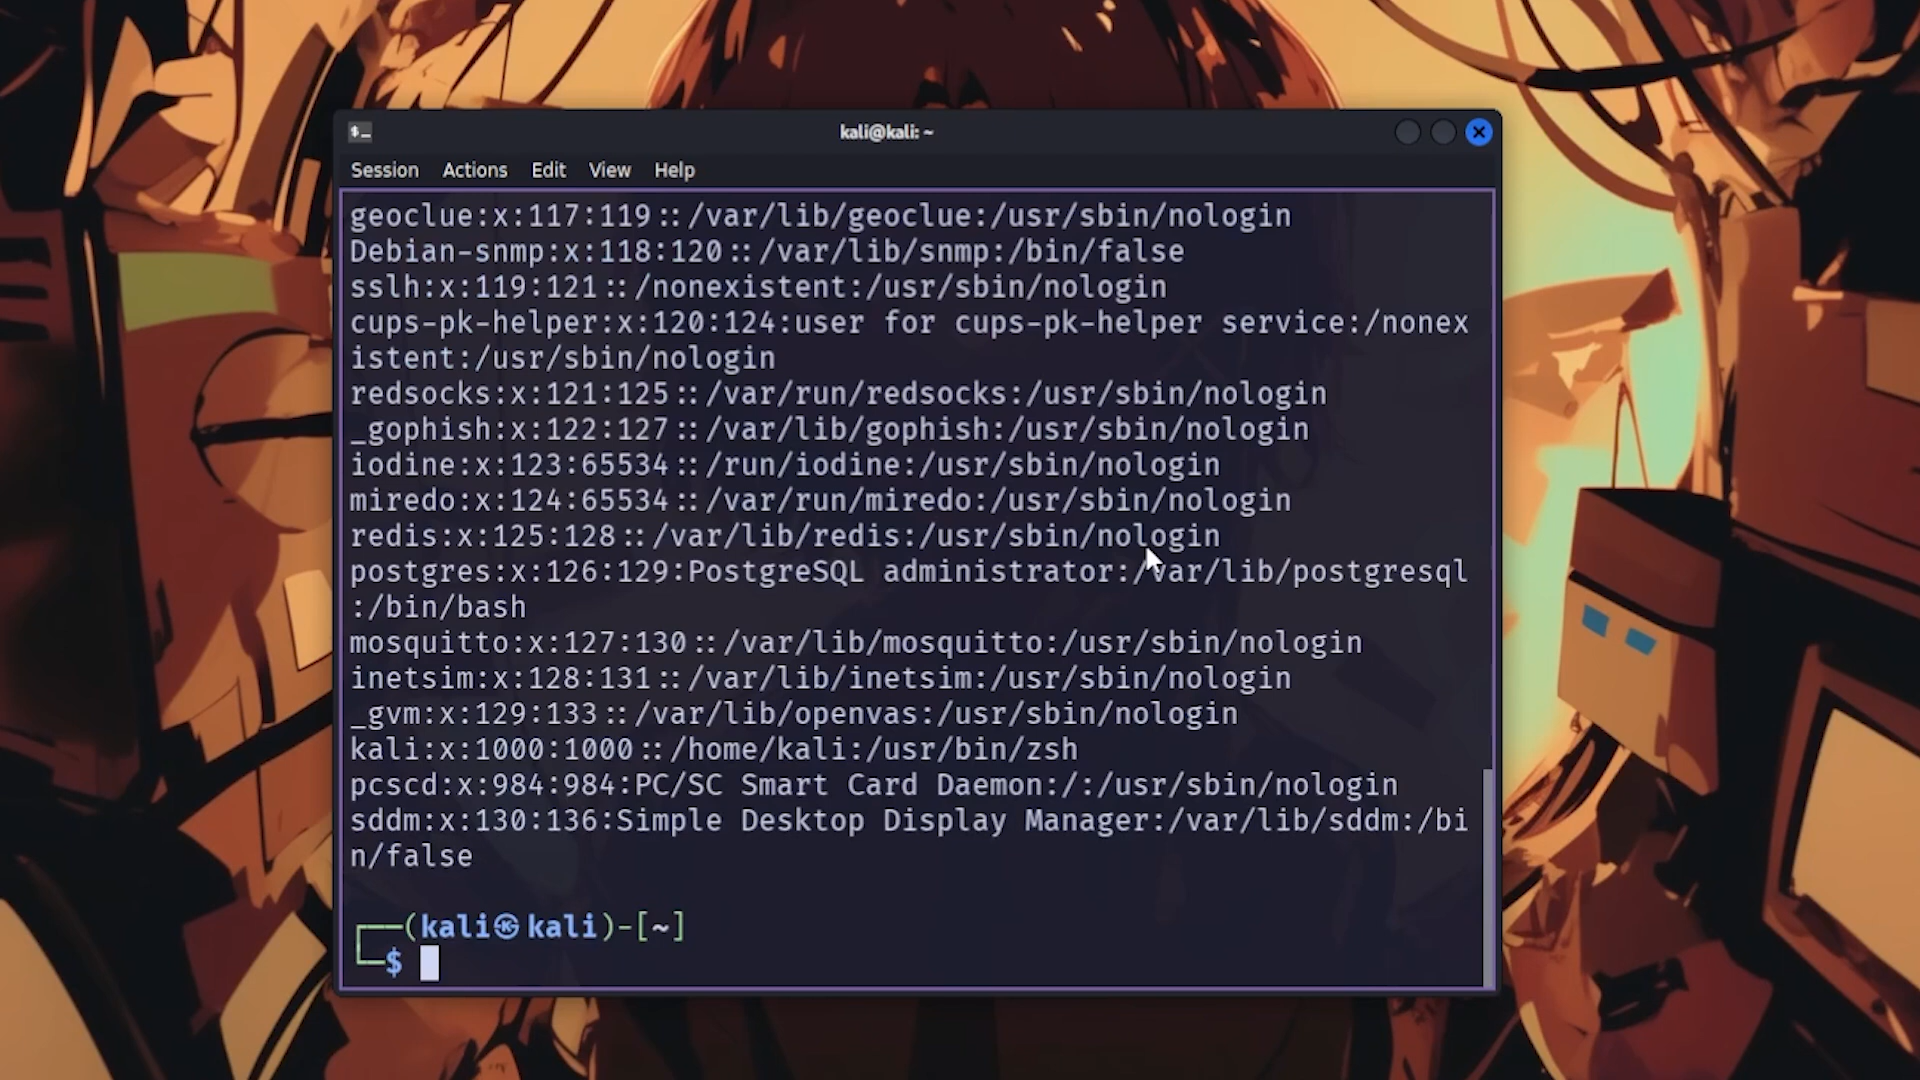 kali@kali: ~
Session Actions Edit View Help
geoclue:x:117:119::/var/lib/geoclue:/usr/sbin/nologin
Debian-snmp:x:118:120::/var/lib/snmp:/bin/false
sslh:x:119:121::/nonexistent:/usr/sbin/nologin
cups-pk-helper:x:120:124:user for cups-pk-helper service:/nonex
istent:/usr/sbin/nologin
redsocks:x:121:125::/var/run/redsocks:/usr/sbin/nologin
_gophish:x:122:127::/var/lib/gophish:/usr/sbin/nologin
iodine:x:123:65534::/run/iodine:/usr/sbin/nologin
miredo:x:124:65534::/var/run/miredo:/usr/sbin/nologin
redis:x:125:128::/var/lib/redis:/usr/sbin/nologin
postgres:x:126:129:PostgreSQL administrator:/var/lib/postgresql
:/bin/bash
mosquitto:x:127:130::/var/lib/mosquitto:/usr/sbin/nologin
inetsim:x:128:131::/var/lib/inetsim:/usr/sbin/nologin
_gvm:x:129:133::/var/lib/openvas:/usr/sbin/nologin
kali:x:1000:1000::/home/kali:/usr/bin/zsh
pcscd:x:984:984:PC/SC Smart Card Daemon:/:/usr/sbin/nologin
sddm:x:130:136:Simple Desktop Display Manager:/var/lib/sddm:/bi
n/false
┌──(kali㉿kali)-[~]
└─$